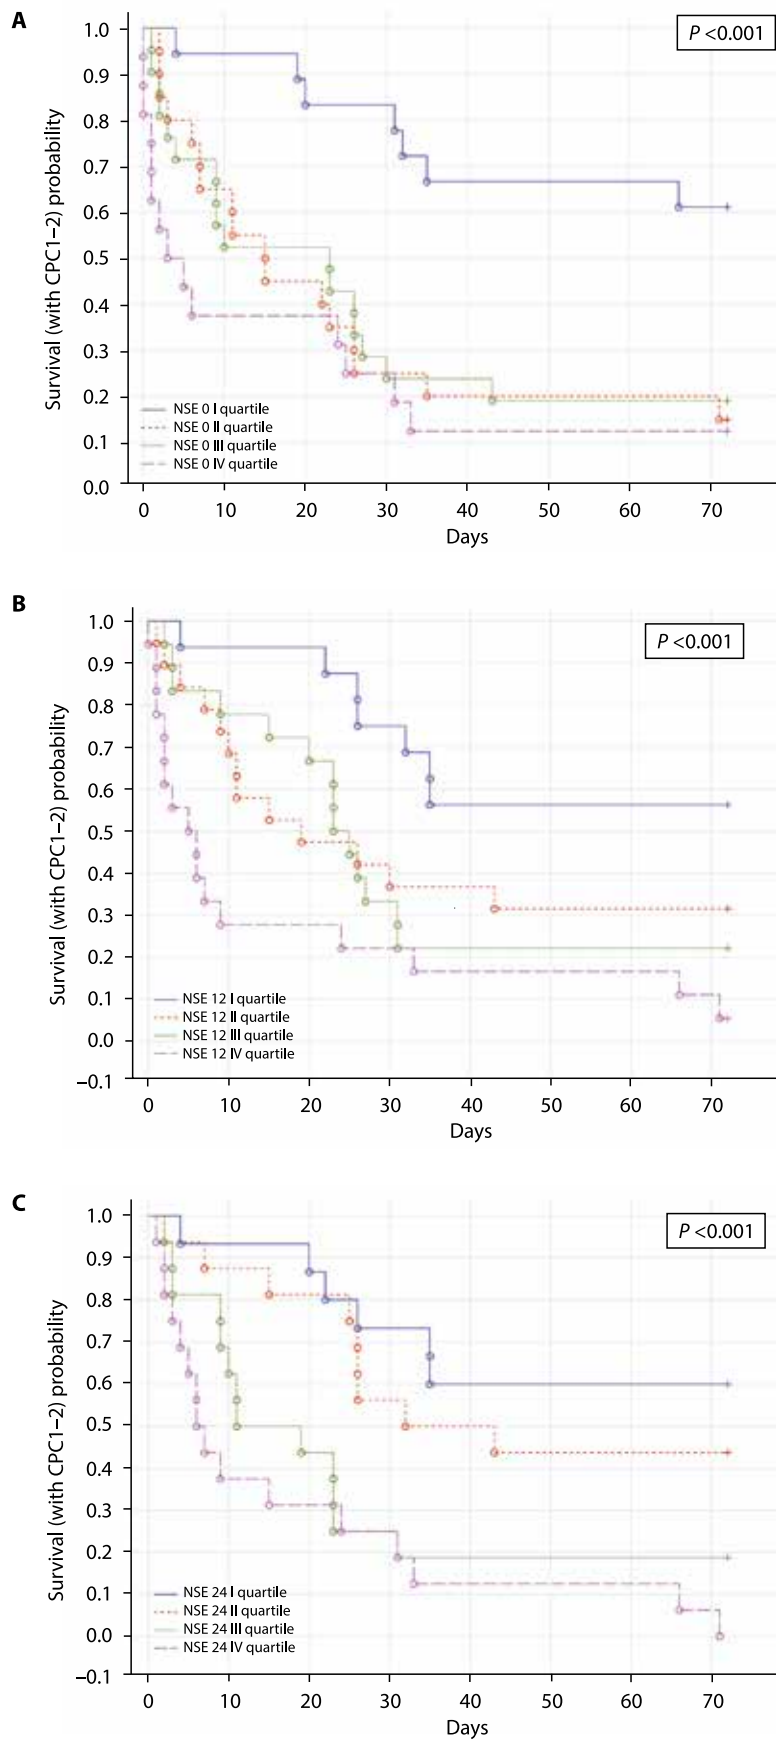 A
P <0.001
Survival (with CPC1–2) probability
1.0
0.9
0.8
0.7
0.6
0.5
0.4
0.3
0.2
0.1
0.0
NSE 0 I quartile
NSE 0 II quartile
NSE 0 III quartile
NSE 0 IV quartile
0 10 20 30 40 50 60 70
Days
B
P <0.001
Survival (with CPC1–2) probability
1.0
0.9
0.8
0.7
0.6
0.5
0.4
0.3
0.2
0.1
0.0
–0.1
NSE 12 I quartile
NSE 12 II quartile
NSE 12 III quartile
NSE 12 IV quartile
0 10 20 30 40 50 60 70
Days
C
P <0.001
Survival (with CPC1–2) probability
1.0
0.9
0.8
0.7
0.6
0.5
0.4
0.3
0.2
0.1
0.0
–0.1
NSE 24 I quartile
NSE 24 II quartile
NSE 24 III quartile
NSE 24 IV quartile
0 10 20 30 40 50 60 70
Days